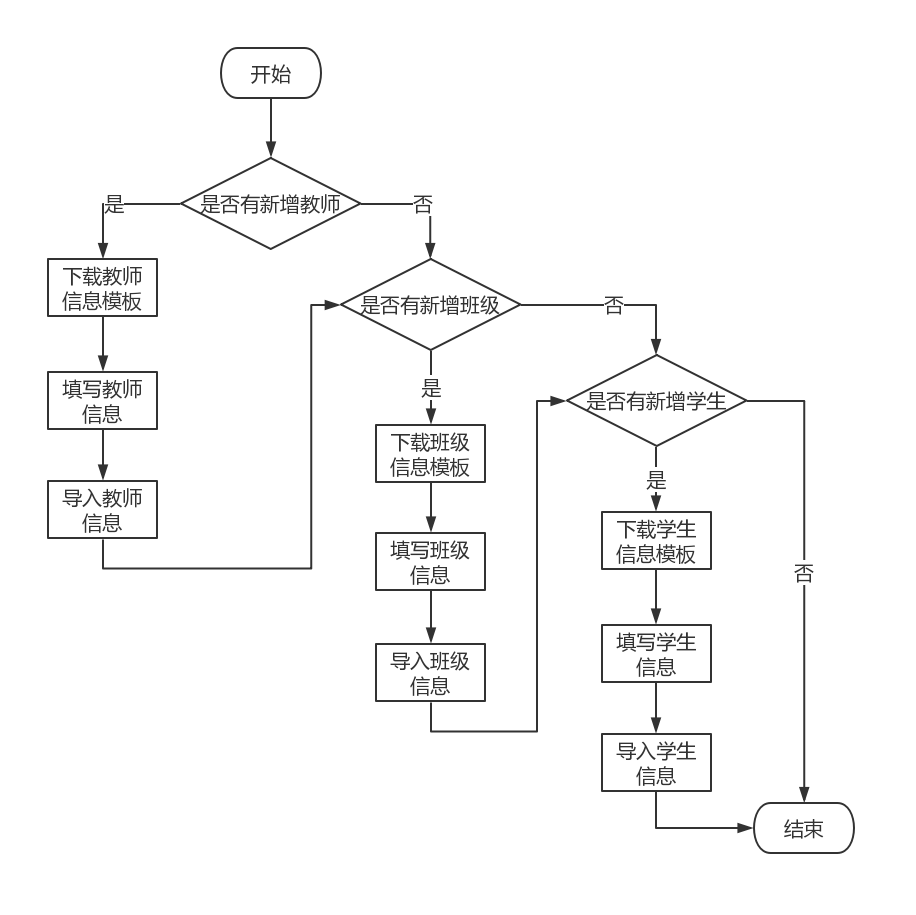 开始
是否有新增教师
是
否
下载教师
信息模板
填写教师
信息
导入教师
信息
是否有新增班级
否
是
下载班级
信息模板
填写班级
信息
导入班级
信息
是否有新增学生
是
否
下载学生
信息模板
填写学生
信息
导入学生
信息
结束